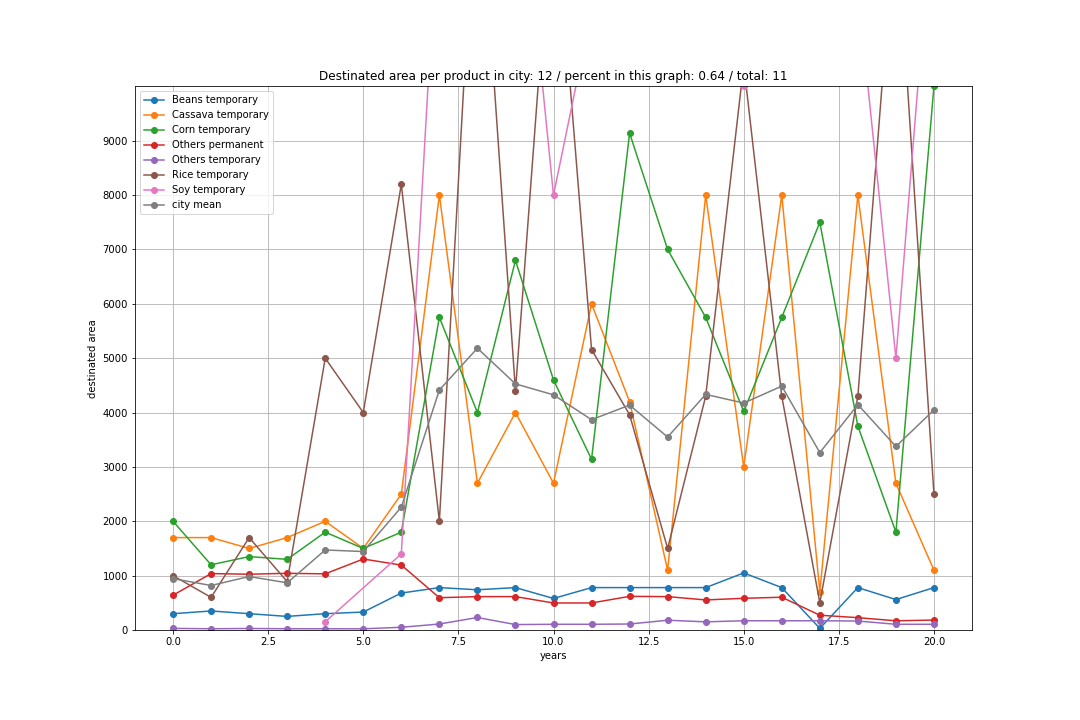 Destinated area per product in city: 12 / percent in this graph: 0.64 / total: 11
Beans temporary
Cassava temporary
Corn temporary
Others permanent
Others temporary
Rice temporary
Soy temporary
city mean
destinated area
9000
8000
7000
6000
5000
4000
3000
2000
1000
0
0.0 2.5 5.0 7.5 10.0 12.5 15.0 17.5 20.0
years